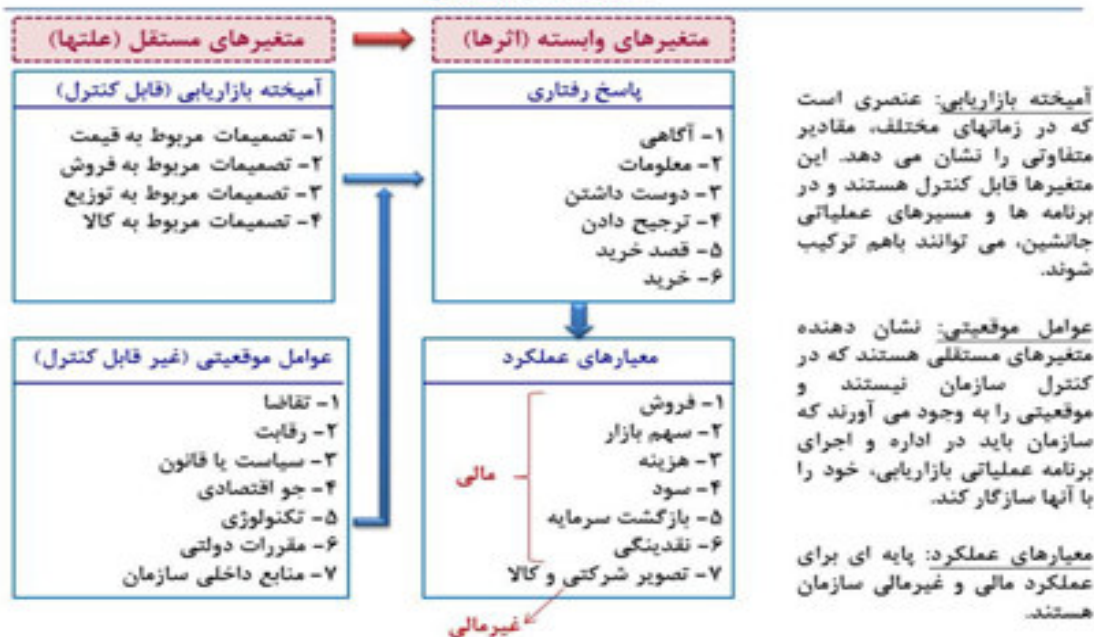 متغیرهای مستقل (علتها)
متغیرهای وابسته (اثرها)
آمیخته بازاریابی (قابل کنترل)
۱- تصمیمات مربوط به قیمت
۲- تصمیمات مربوط به فروش
۳- تصمیمات مربوط به توزیع
۴- تصمیمات مربوط به کالا
پاسخ رفتاری
۱- آگاهی
۲- معلومات
۳- دوست داشتن
۴- ترجیح دادن
۵- قصد خرید
۶- خرید
عوامل موقعیتی (غیر قابل کنترل)
۱- تقاضا
۲- رقابت
۳- سیاست یا قانون
۴- جو اقتصادی
۵- تکنولوژی
۶- مقررات دولتی
۷- منابع داخلی سازمان
معیارهای عملکرد
۱- فروش
۲- سهم بازار
۳- هزینه
۴- سود
۵- بازگشت سرمایه
۶- نقدینگی
۷- تصویر شرکتی و کالا
مالی
غیرمالی
آمیخته بازاریابی: عنصری است
که در زمانهای مختلف، مقادیر
متفاوتی را نشان می دهد. این
متغیرها قابل کنترل هستند و در
برنامه ها و مسیرهای عملیاتی
جانشین، می توانند باهم ترکیب
شوند.
عوامل موقعیتی: نشان دهنده
متغیرهای مستقلی هستند که در
کنترل سازمان نیستند و
موقعیتی را به وجود می آورند که
سازمان باید در اداره و اجرای
برنامه عملیاتی بازاریابی، خود را
با آنها سازگار کند.
معیارهای عملکرد: پایه ای برای
عملکرد مالی و غیرمالی سازمان
هستند.